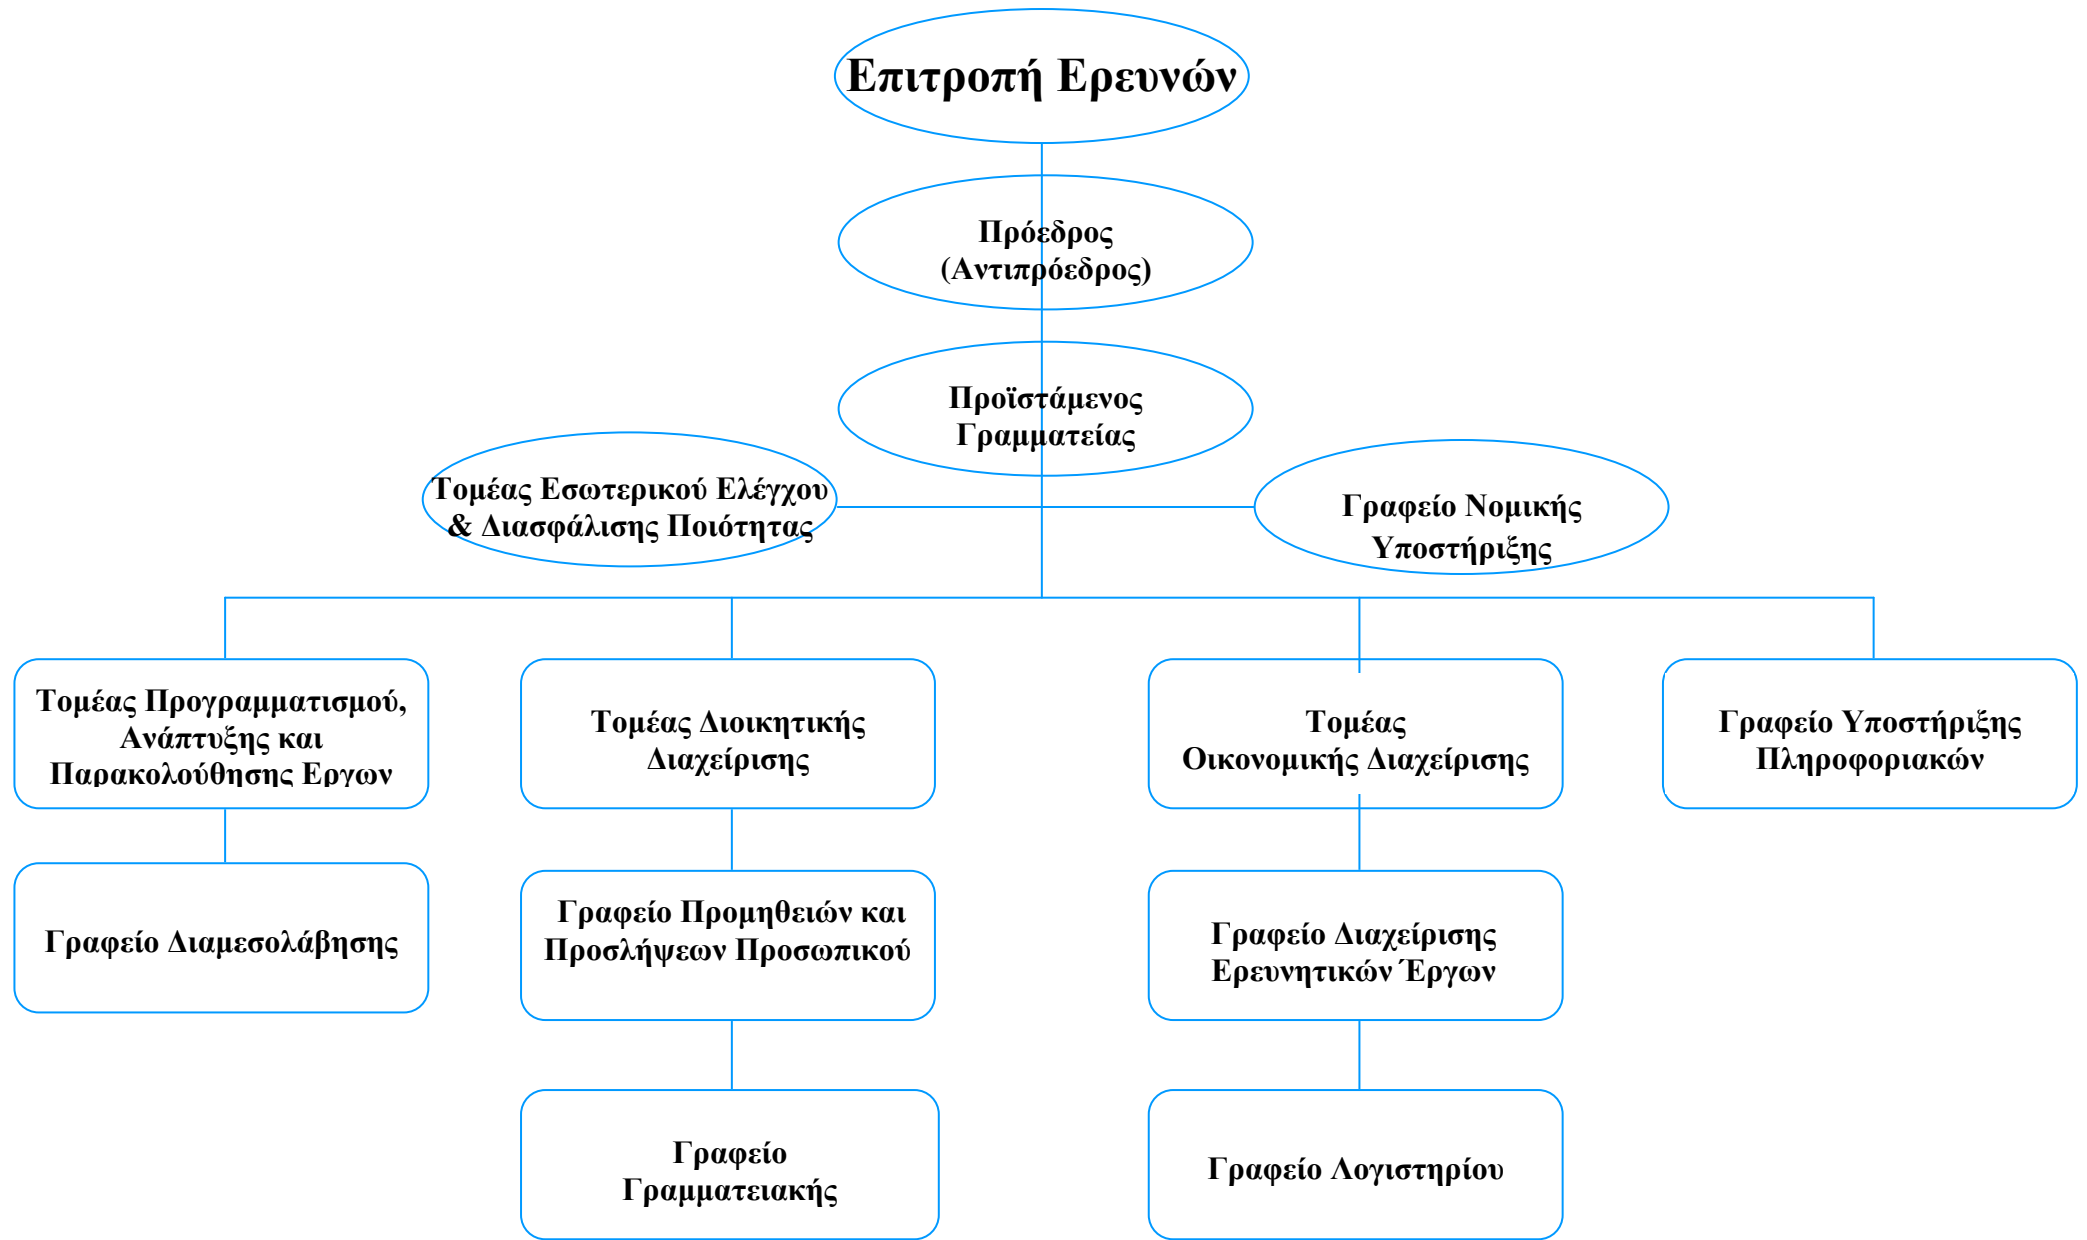 Επιτροπή Ερευνών
Πρόεδρος
(Αντιπρόεδρος)
Προϊστάμενος
Γραμματείας
Τομέας Εσωτερικού Ελέγχου
& Διασφάλισης Ποιότητας
Γραφείο Νομικής
Υποστήριξης
Τομέας Προγραμματισμού,
Ανάπτυξης και
Παρακολούθησης Εργων
Τομέας Διοικητικής
Διαχείρισης
Τομέας
Οικονομικής Διαχείρισης
Γραφείο Υποστήριξης
Πληροφοριακών
Γραφείο Διαμεσολάβησης
Γραφείο Προμηθειών και
Προσλήψεων Προσωπικού
Γραφείο Διαχείρισης
Ερευνητικών Έργων
Γραφείο
Γραμματειακής
Γραφείο Λογιστηρίου